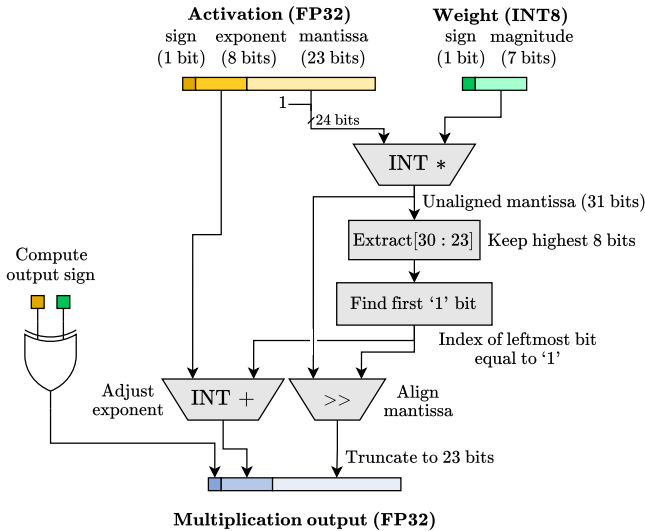 Activation (FP32)
Weight (INT8)
sign exponent mantissa
(1 bit) (8 bits) (23 bits)
sign magnitude
(1 bit) (7 bits)
1
24 bits
INT *
Unaligned mantissa (31 bits)
Extract[30 : 23]
Keep highest 8 bits
Compute
output sign
Find first ‘1’ bit
Index of leftmost bit
equal to ‘1’
Adjust
exponent
INT +
>>
Align
mantissa
Truncate to 23 bits
Multiplication output (FP32)